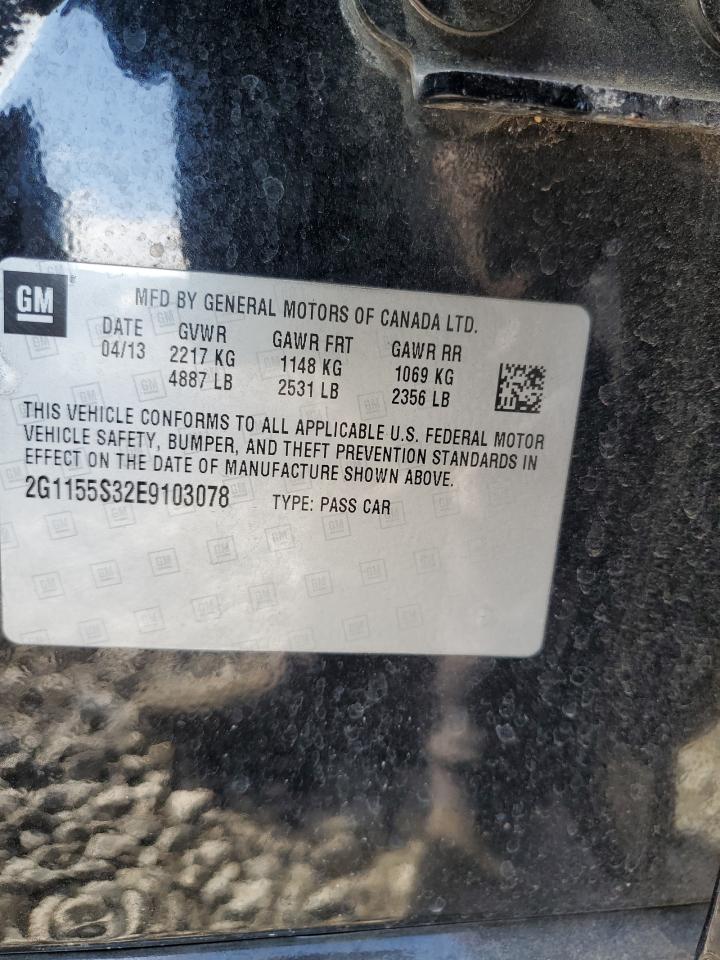 GM
MFD BY GENERAL MOTORS OF CANADA LTD.
DATE GVWR GAWR FRT GAWR RR
04/13 2217 KG 1148 KG 1069 KG
4887 LB 2531 LB 2356 LB
THIS VEHICLE CONFORMS TO ALL APPLICABLE U.S. FEDERAL MOTOR
VEHICLE SAFETY, BUMPER, AND THEFT PREVENTION STANDARDS IN
EFFECT ON THE DATE OF MANUFACTURE SHOWN ABOVE.
2G1155S32E9103078 TYPE: PASS CAR